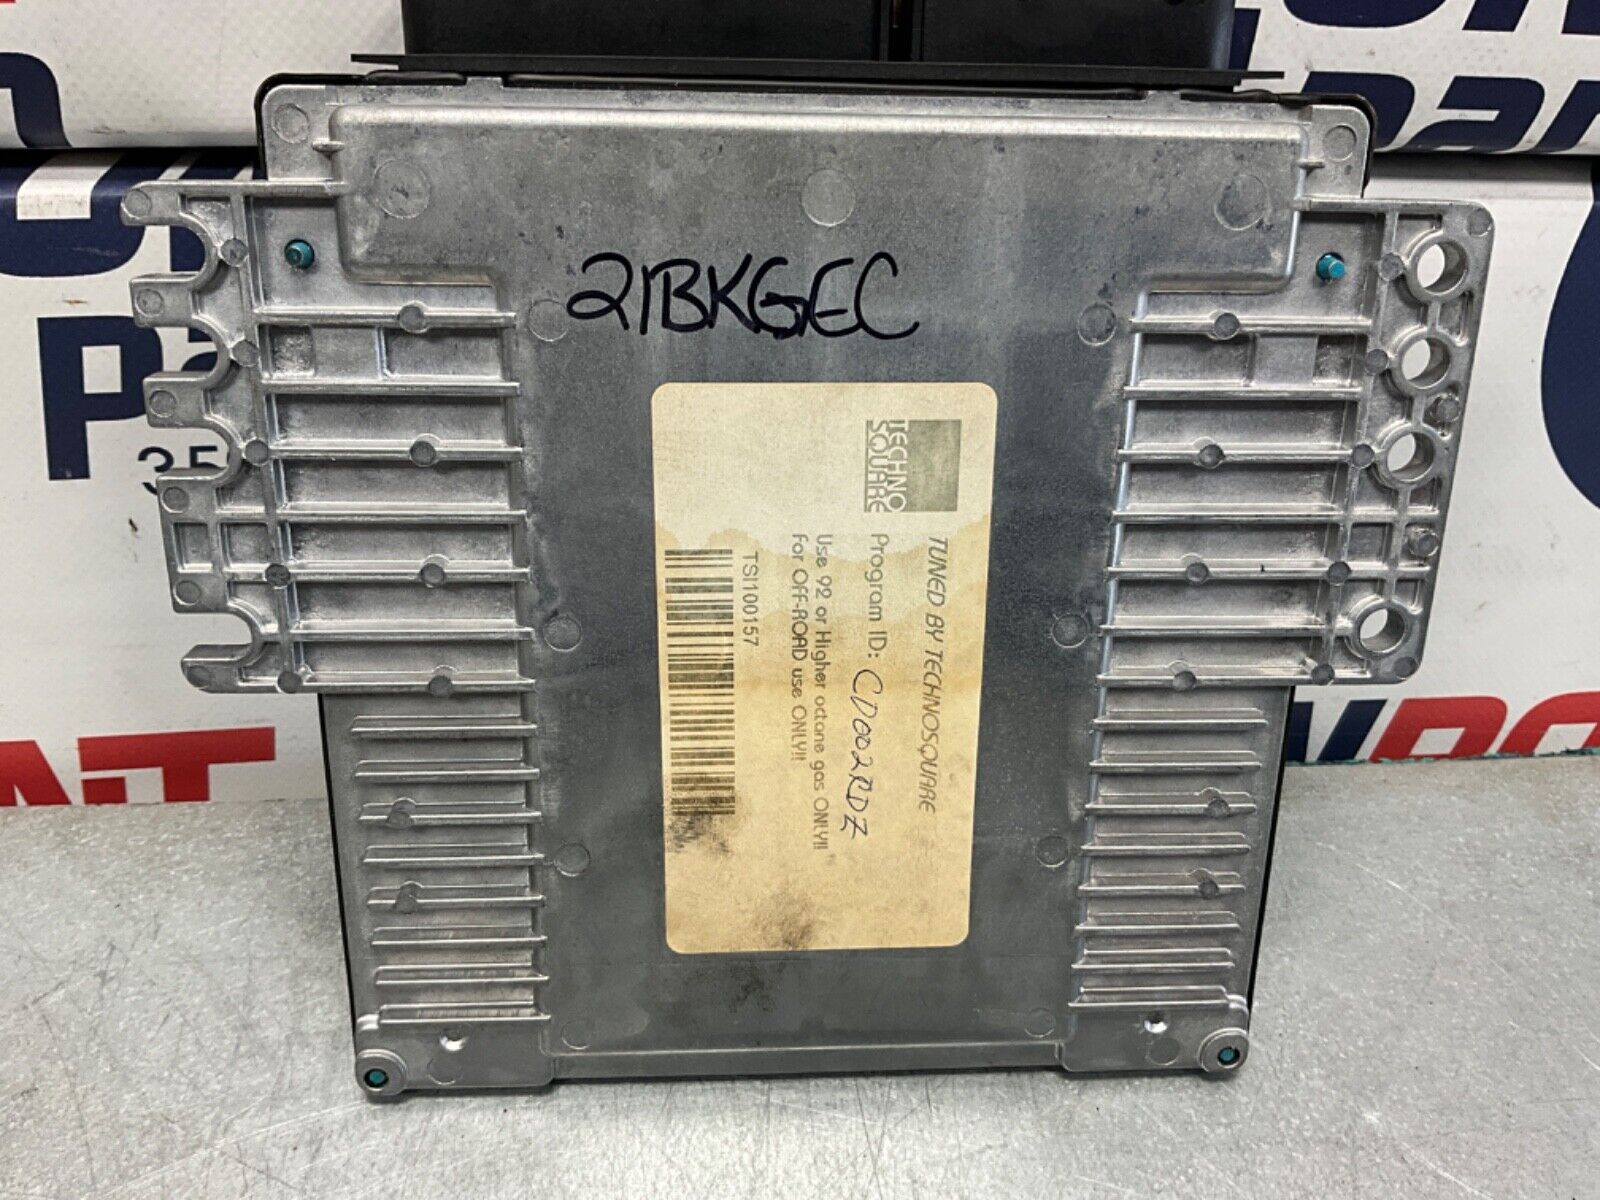 21BKGEC
TECHNO
SQUARE
TUNED BY TECHNOSQUARE
Program ID: CD002RDZ
Use 92 or Higher octane gas ONLY!!
For OFF-ROAD use ONLY!!
TSI100157